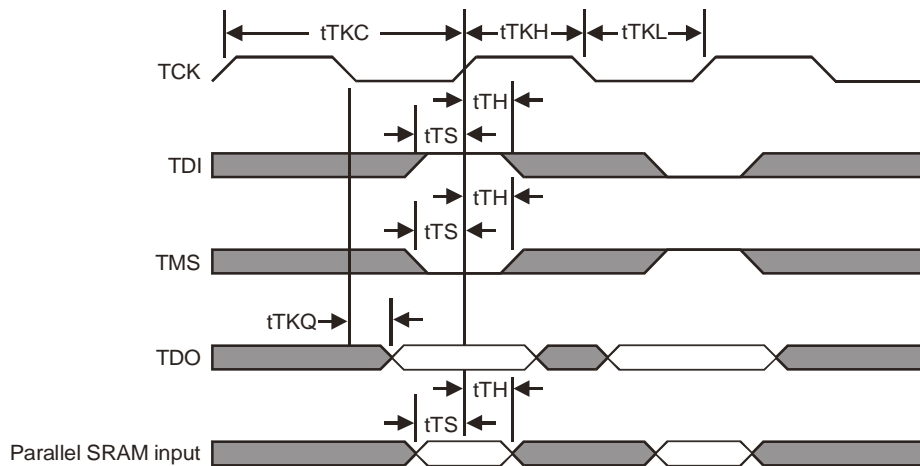 tTKC
tTKH
tTKL
TCK
tTH
tTS
TDI
tTH
tTS
TMS
tTKQ
TDO
tTH
tTS
Parallel SRAM input